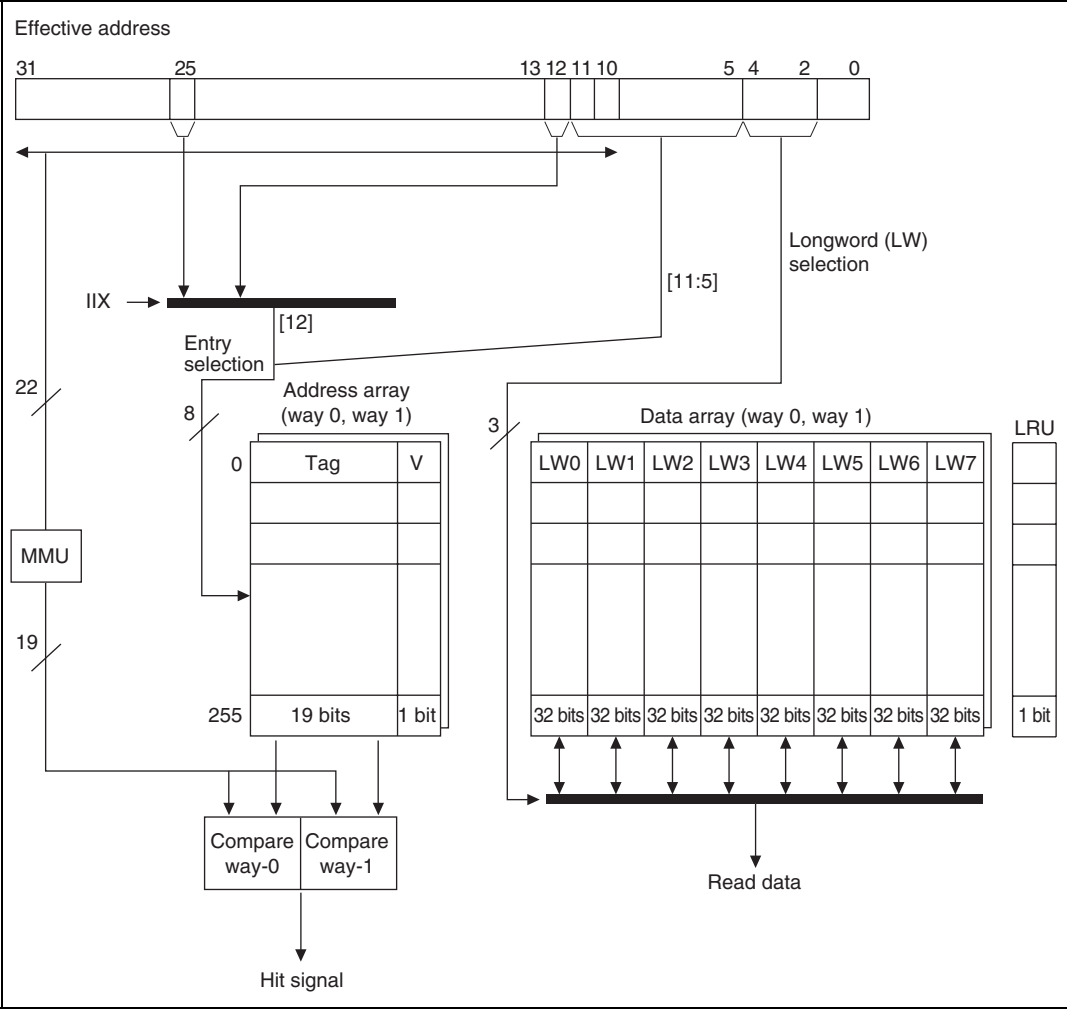 Effective address
31 25 13 12 11 10 5 4 2 0
Longword (LW)
selection
[11:5]
IIX
[12]
Entry
selection
22
8
Address array
(way 0, way 1)
3
Data array (way 0, way 1)
LRU
0 Tag V
LW0 LW1 LW2 LW3 LW4 LW5 LW6 LW7
MMU
19
255 19 bits 1 bit
32 bits 32 bits 32 bits 32 bits 32 bits 32 bits 32 bits 32 bits
1 bit
Compare
way-0
Compare
way-1
Read data
Hit signal